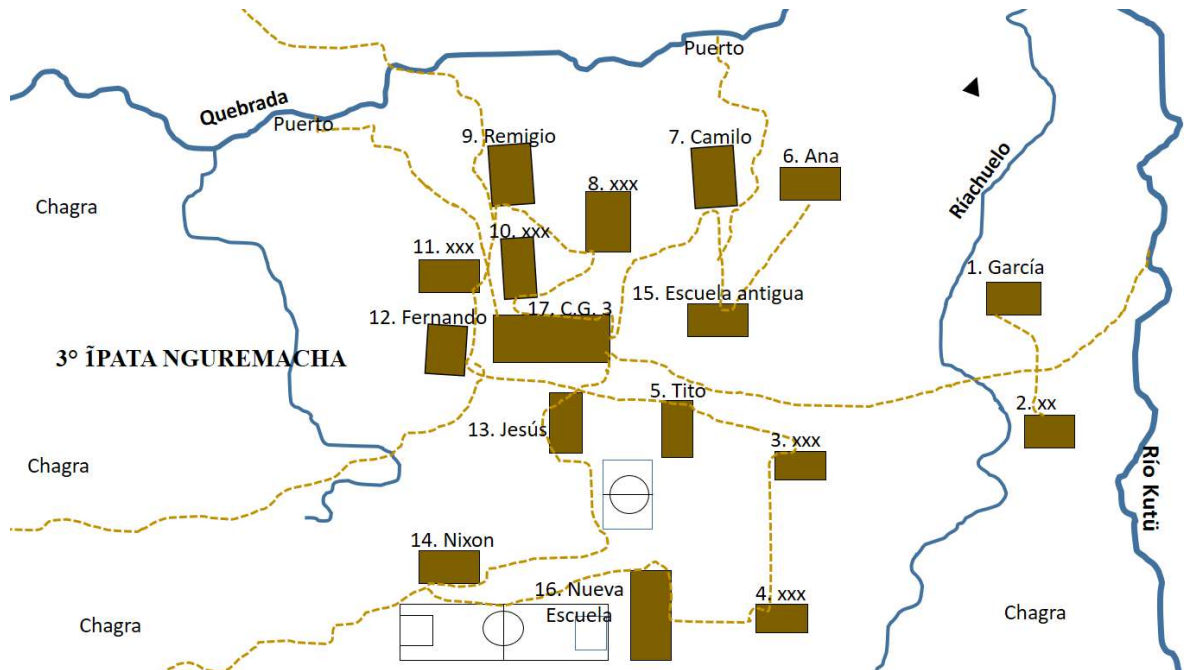 Puerto
Quebrada
Puerto
9. Remigio
7. Camilo
6. Ana
8. xxx
Ríachuelo
Chagra
10. xxx
11. xxx
1. García
15. Escuela antigua
12. Fernando
17. C.G. 3
3° ĨPATA NGUREMACHA
5. Tito
2. xx
13. Jesús
3. xxx
Chagra
Río Kutü
14. Nixon
16. Nueva
Escuela
4. xxx
Chagra
Chagra